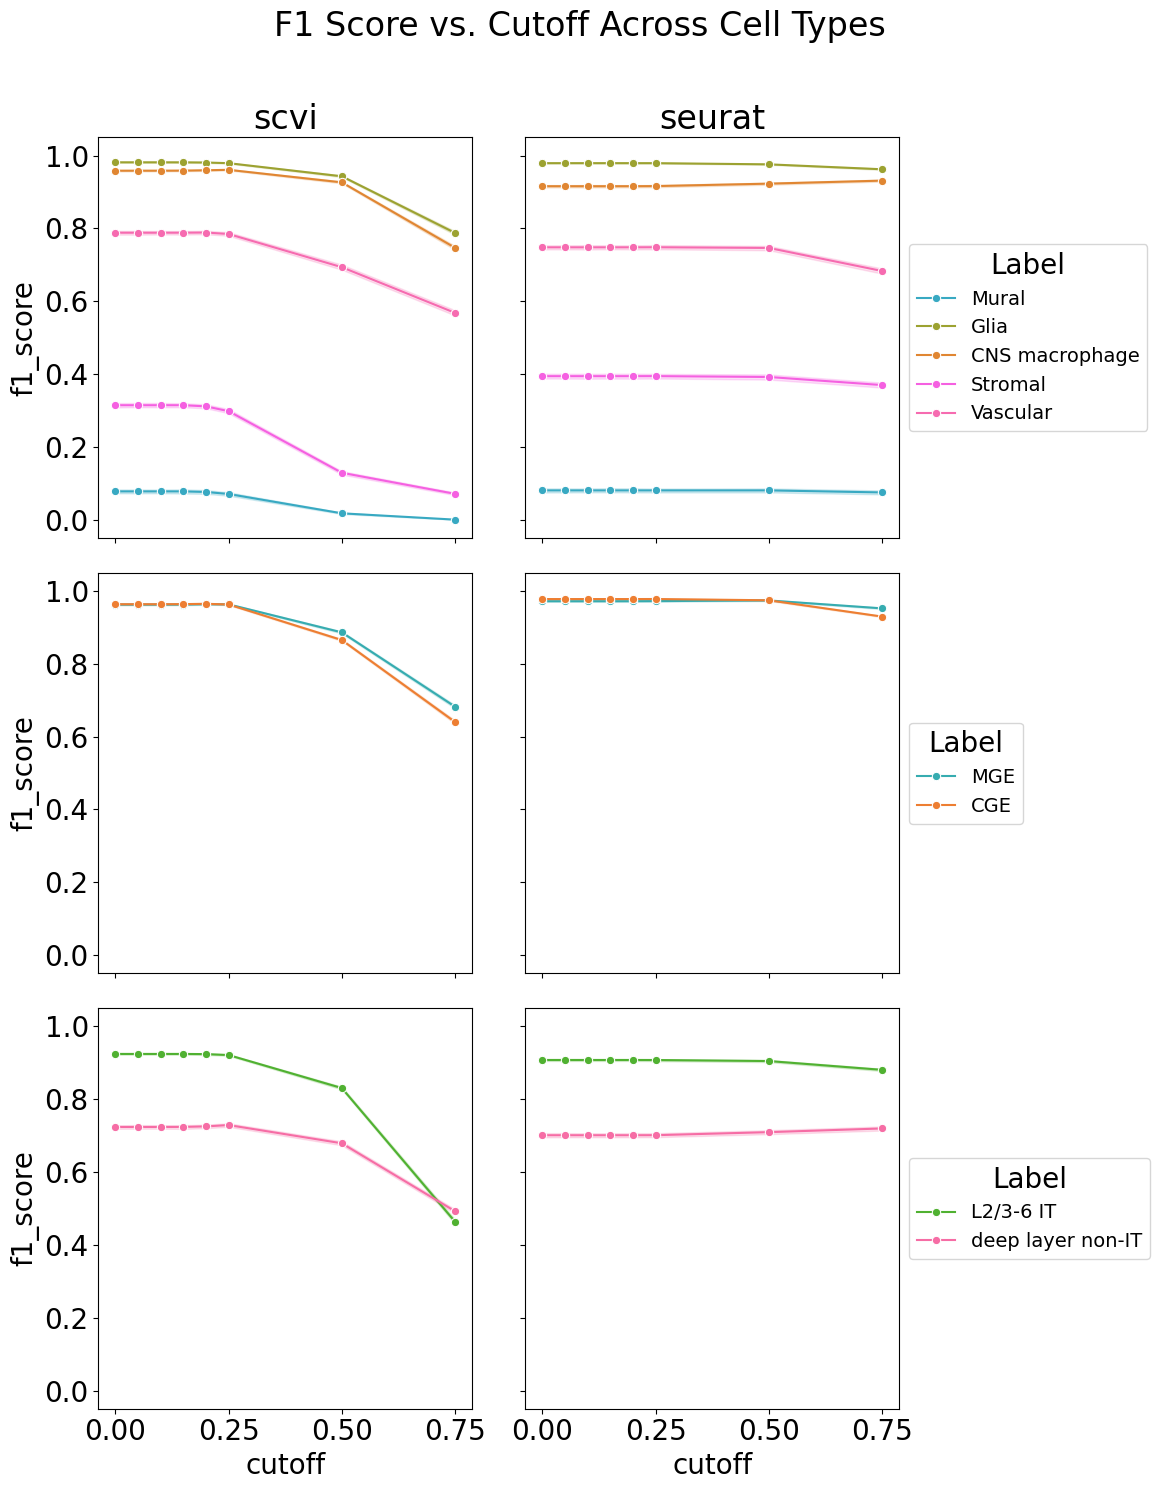 F1 Score vs. Cutoff Across Cell Types
scvi
seurat
f1_score
1.0
0.8
0.6
0.4
0.2
0.0
Label
Mural
Glia
CNS macrophage
Stromal
Vascular
f1_score
1.0
0.8
0.6
0.4
0.2
0.0
Label
MGE
CGE
f1_score
1.0
0.8
0.6
0.4
0.2
0.0
Label
L2/3-6 IT
deep layer non-IT
0.00 0.25 0.50 0.75
cutoff
0.00 0.25 0.50 0.75
cutoff